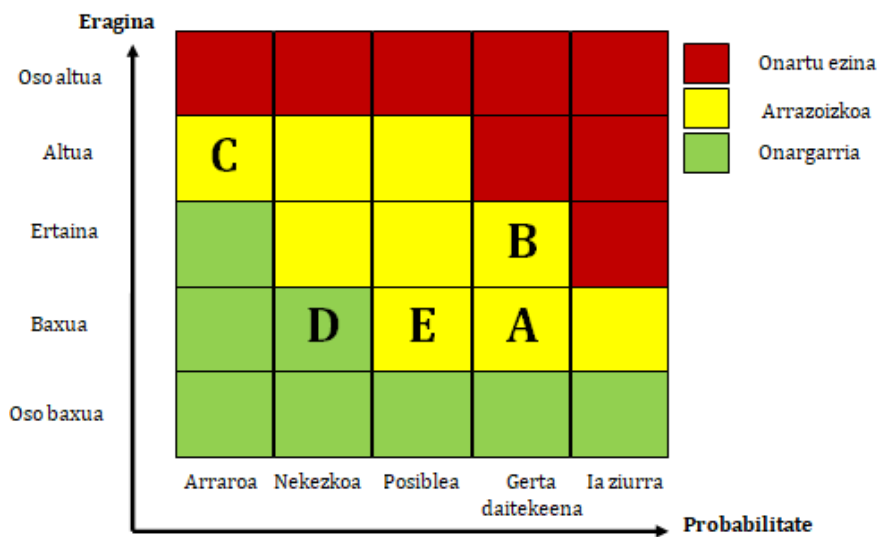 Eragina
Oso altua
Altua
Ertaina
Baxua
Oso baxua
C
B
D E A
Arraroa Nekezkoa Posiblea Gerta daitekeena Ia ziurra
Probabilitate
Onartu ezina
Arrazoizkoa
Onargarria